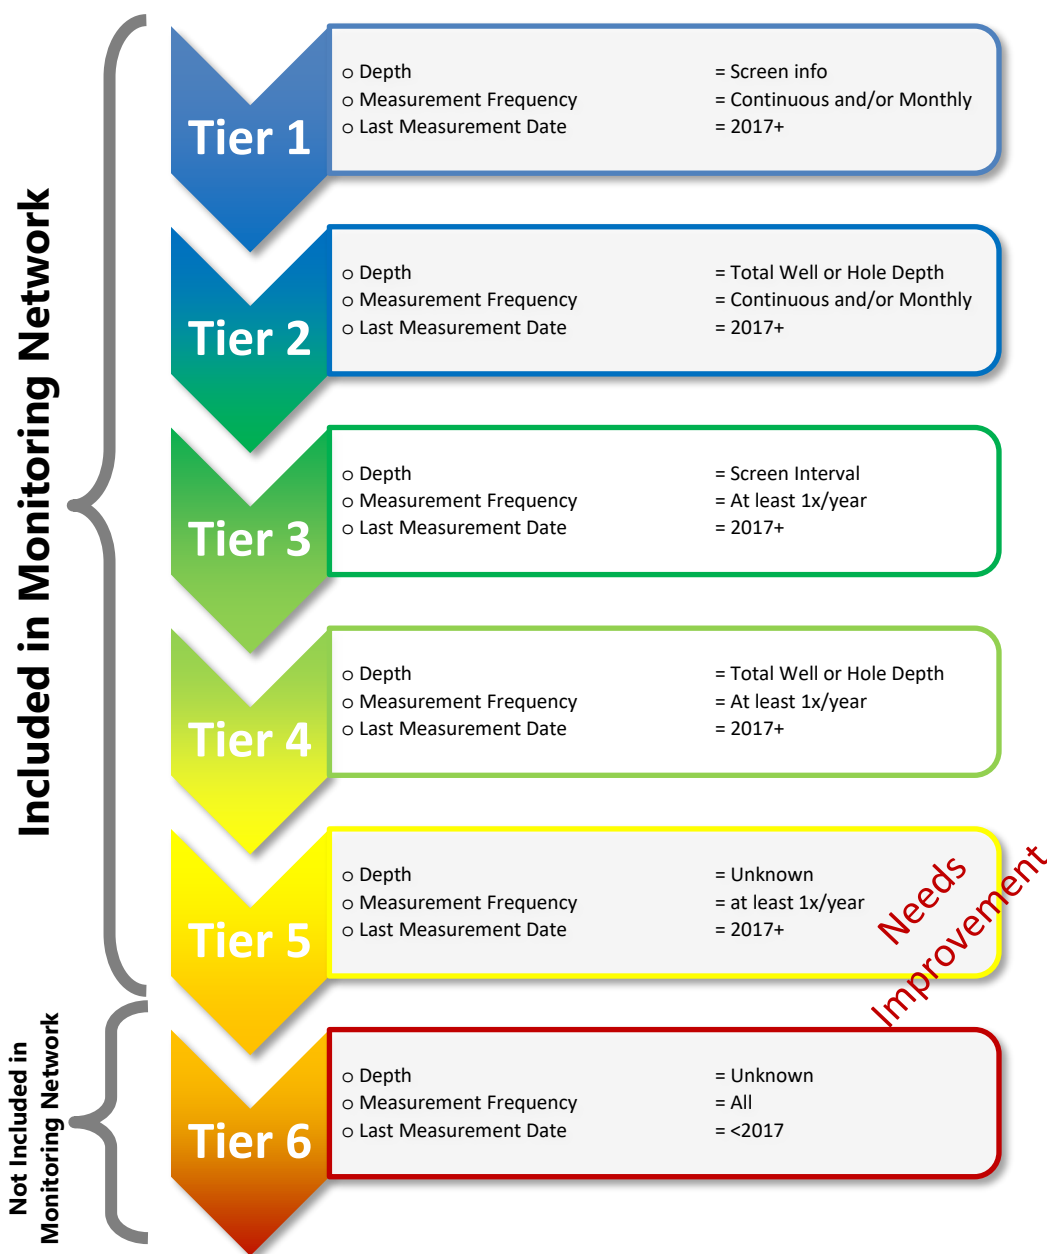 Included in Monitoring Network
Tier 1
o Depth = Screen info
o Measurement Frequency = Continuous and/or Monthly
o Last Measurement Date = 2017+
Tier 2
o Depth = Total Well or Hole Depth
o Measurement Frequency = Continuous and/or Monthly
o Last Measurement Date = 2017+
Tier 3
o Depth = Screen Interval
o Measurement Frequency = At least 1x/year
o Last Measurement Date = 2017+
Tier 4
o Depth = Total Well or Hole Depth
o Measurement Frequency = At least 1x/year
o Last Measurement Date = 2017+
Tier 5
o Depth = Unknown
o Measurement Frequency = at least 1x/year
o Last Measurement Date = 2017+
Needs
Improvement
Not Included in
Monitoring Network
Tier 6
o Depth = Unknown
o Measurement Frequency = All
o Last Measurement Date = <2017